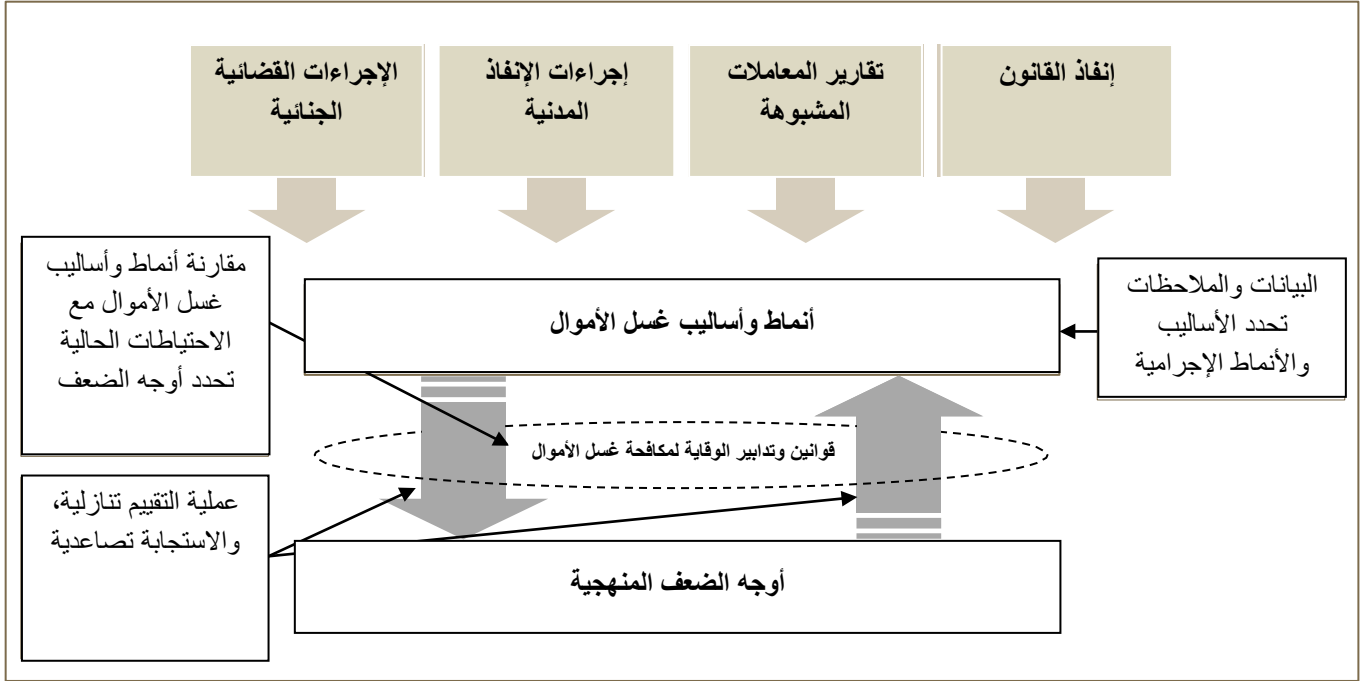 إنفاذ القانون
تقارير المعاملات
المشبوهة
إجراءات الإنفاذ
المدنية
الإجراءات القضائية
الجنائية
البيانات والملاحظات
تحدد الأساليب
والأنماط الإجرامية
أنماط وأساليب غسل الأموال
مقارنة أنماط وأساليب
غسل الأموال مع
الاحتياطات الحالية
تحدد أوجه الضعف
قوانين وتدابير الوقاية لمكافحة غسل الأموال
عملية التقييم تنازلية،
والاستجابة تصاعدية
أوجه الضعف المنهجية